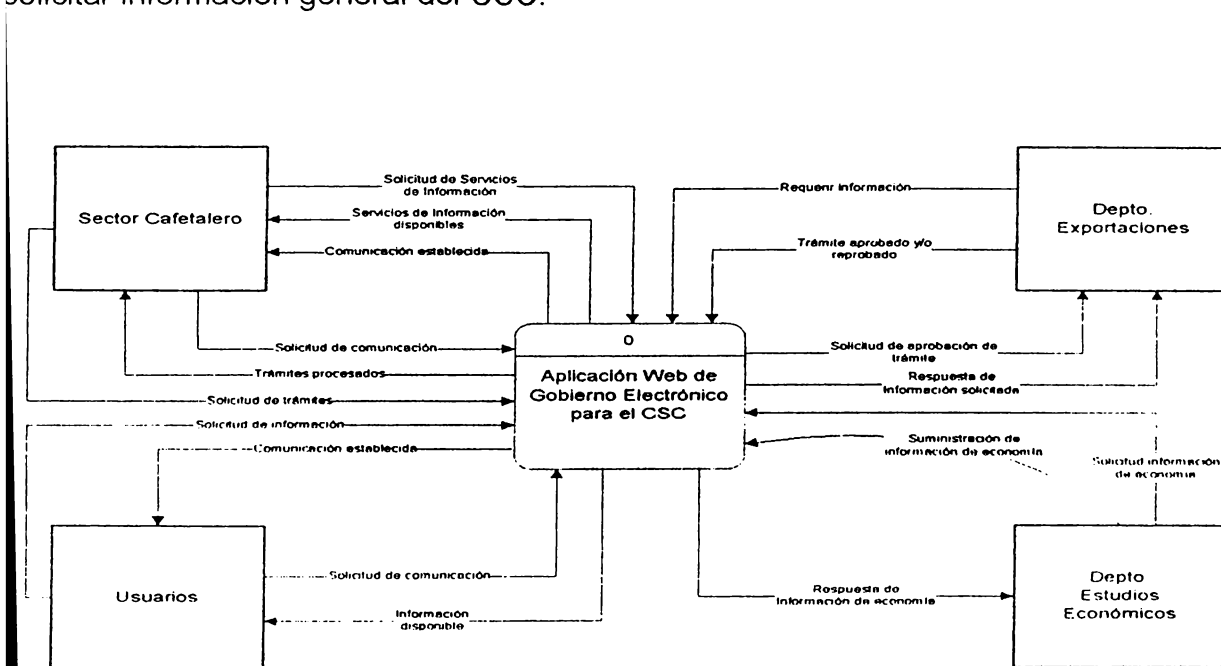 solicitar información general del CSC.
Sector Cafetalero
Solicitud de Servicios
de Información
Servicios de Información
disponibles
Comunicación establecida
Requerir Información
Trámite aprobado y/o
reprobado
Depto.
Exportaciones
Solicitud de comunicación
Trámites procesados
Solicitud de trámites
Solicitud de información
Comunicación establecida
0
Aplicación Web de
Gobierno Electrónico
para el CSC
Solicitud de aprobación de
trámite
Respuesta de
Información solicitada
Suministración de
información de economía
Solicitud información
de economía
Usuarios
Solicitud de comunicación
Información
disponible
Respuesta de
Información de economía
Depto
Estudios
Económicos